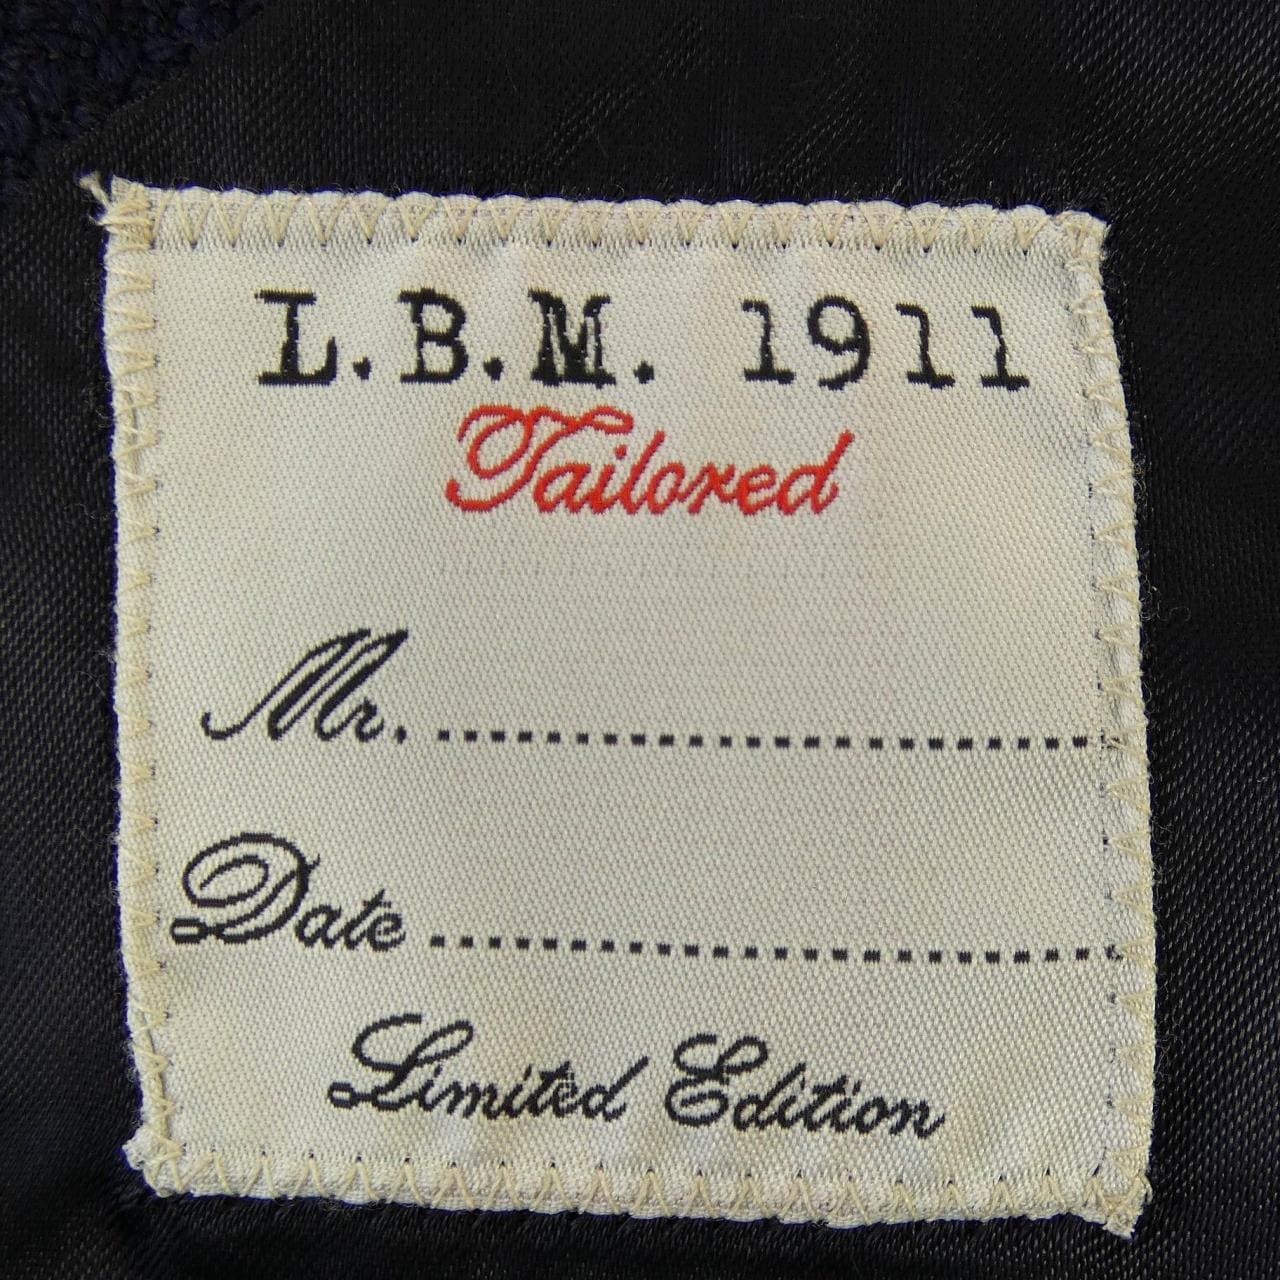 L.B.M. 1911
Tailored
Mr. .......................
Date ........................
Limited Edition